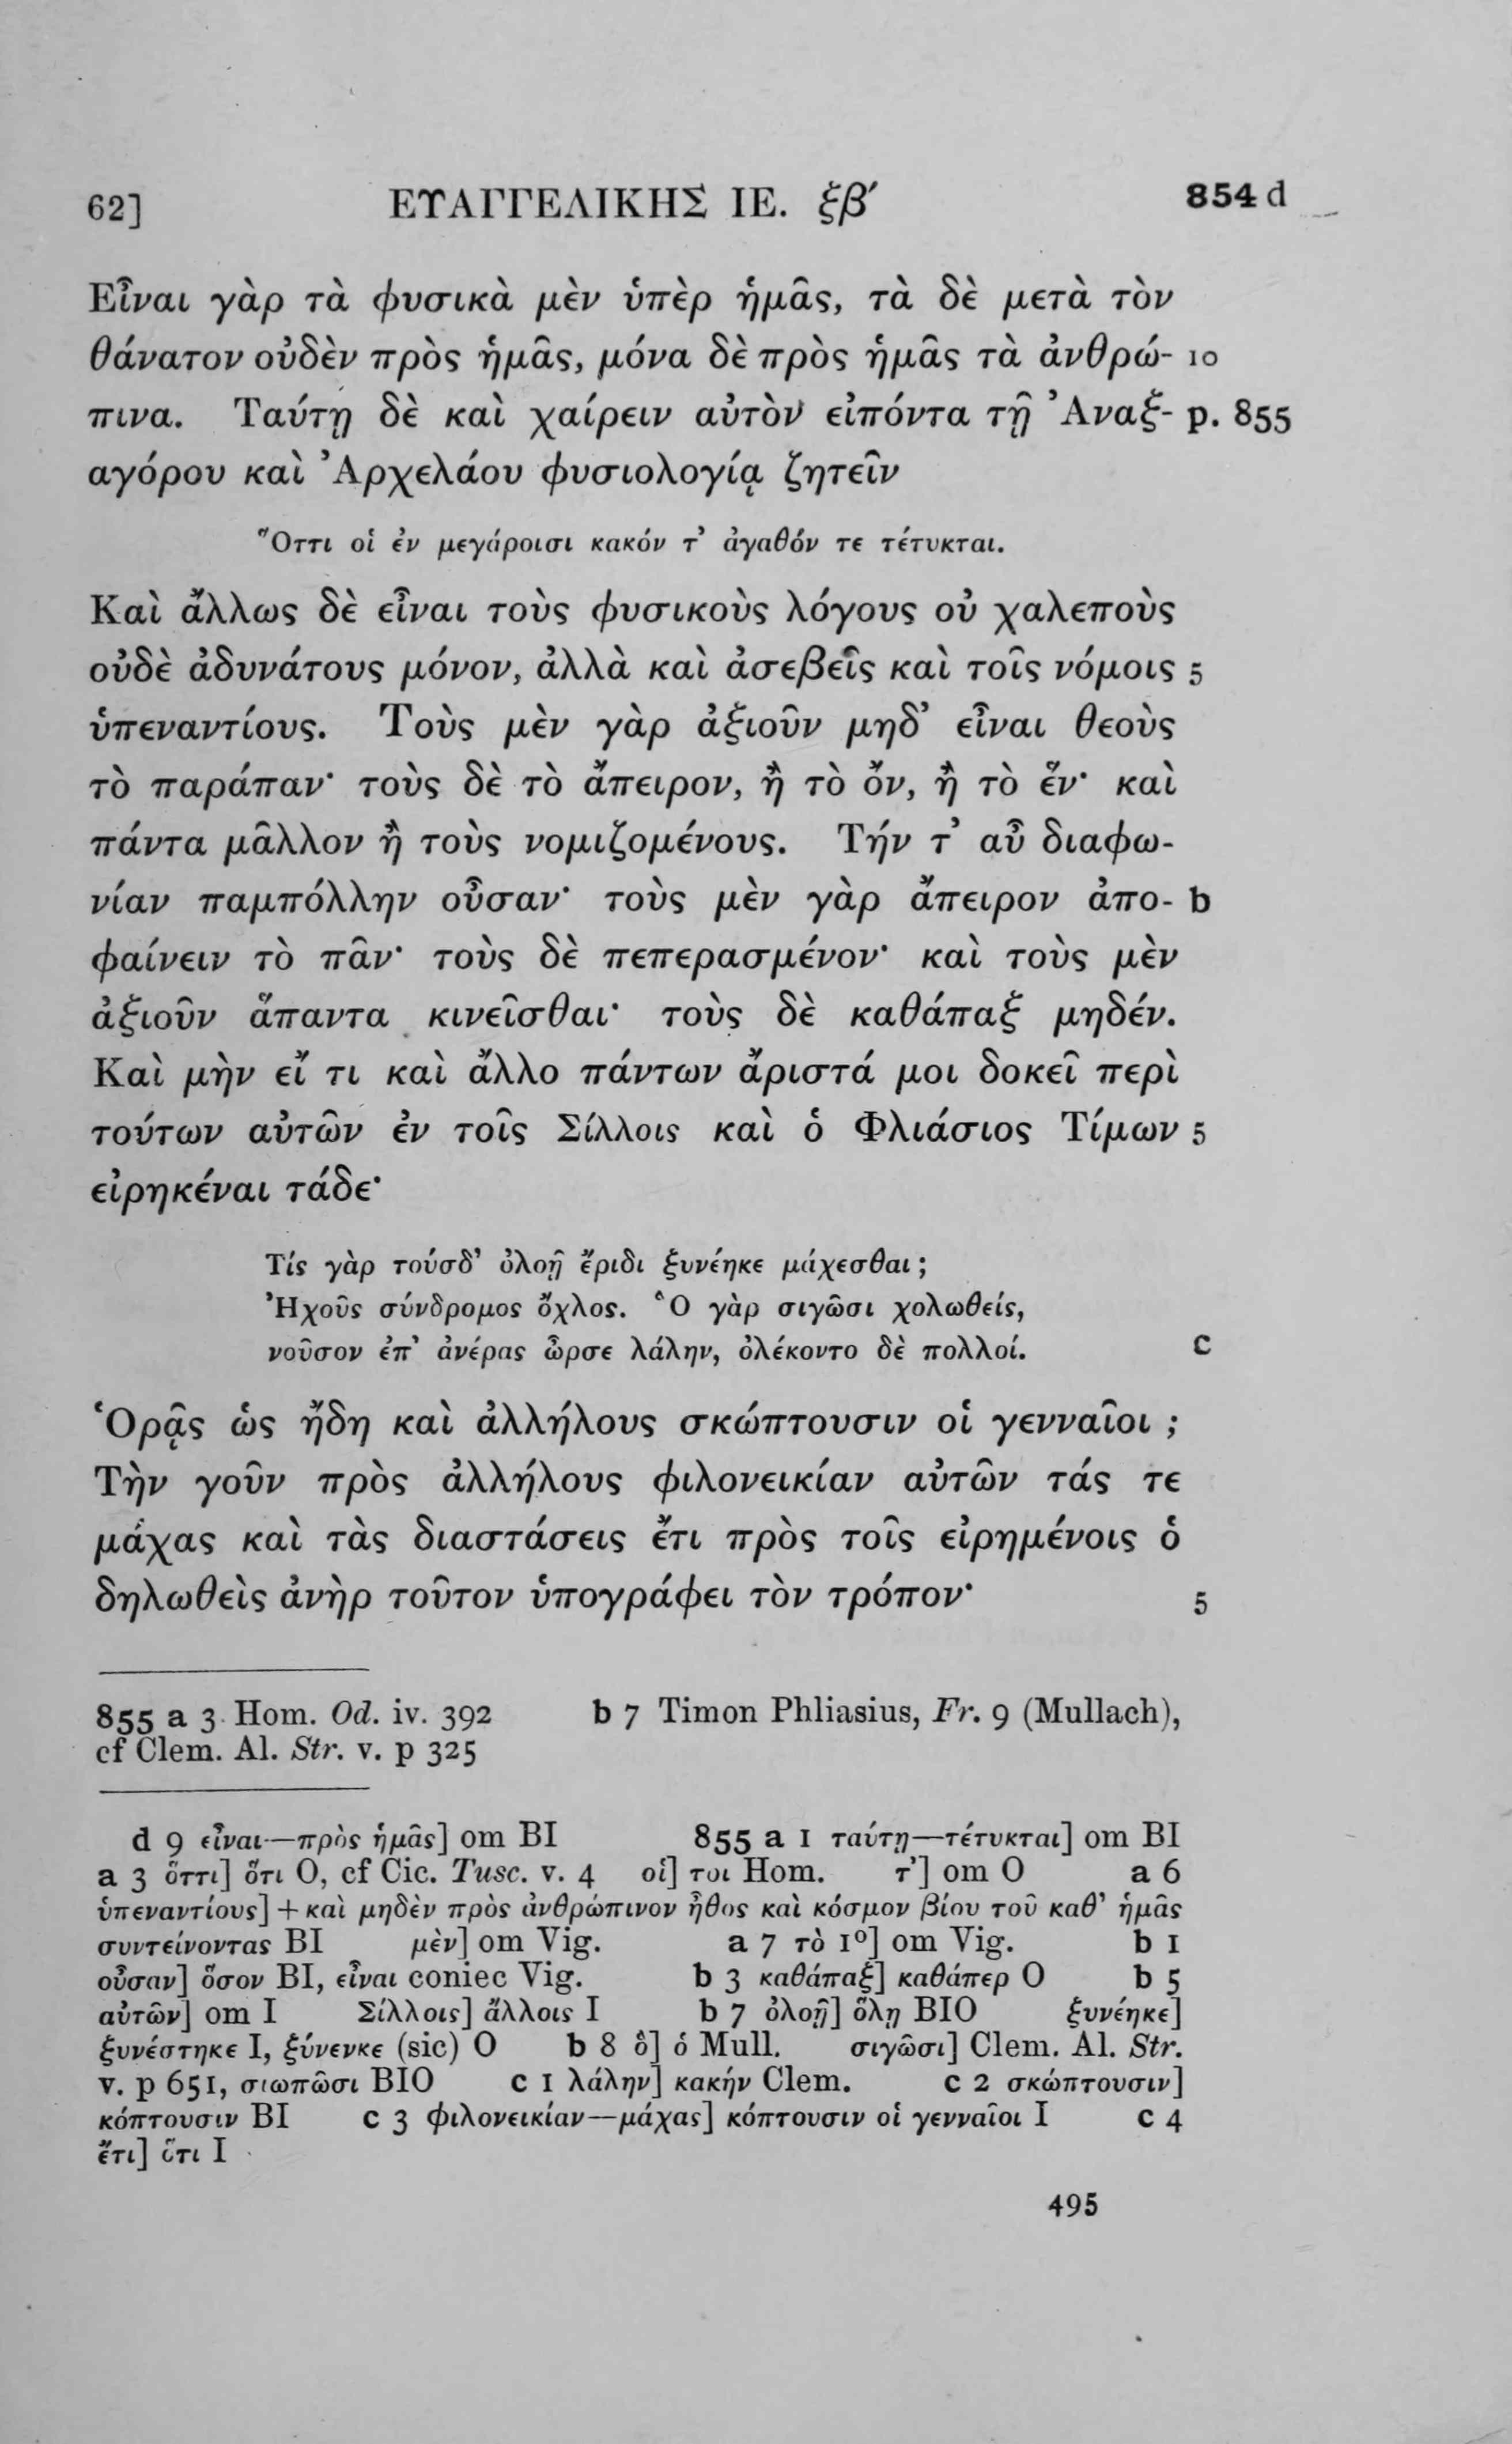 62] ΕΥΑΓΓΕΛΙΚΗΣ ΙΕ. ξβ′ 854 d
Εἶναι γὰρ τὰ φυσικὰ μὲν ὑπὲρ ἡμᾶς, τὰ δὲ μετὰ τὸν
θάνατον οὐδὲν πρὸς ἡμᾶς, μόνα δὲ πρὸς ἡμᾶς τὰ ἀνθρώ- 10
πινα. Ταύτῃ δὲ καὶ χαίρειν αὐτὸν εἰπόντα τῇ Ἀναξ- p. 855
αγόρου καὶ Ἀρχελάου φυσιολογίᾳ ζητεῖν
Ὅττι οἱ ἐν μεγάροισι κακόν τ’ ἀγαθόν τε τέτυκται.
Καὶ ἄλλως δὲ εἶναι τοὺς φυσικοὺς λόγους οὐ χαλεποὺς
οὐδὲ ἀδυνάτους μόνον, ἀλλὰ καὶ ἀσεβεῖς καὶ τοῖς νόμοις 5
ὑπεναντίους. Τοὺς μὲν γὰρ ἀξιοῦν μηδ’ εἶναι θεοὺς
τὸ παράπαν· τοὺς δὲ τὸ ἄπειρον, ἢ τὸ ὄν, ἢ τὸ ἕν· καὶ
πάντα μᾶλλον ἢ τοὺς νομιζομένους. Τήν τ’ αὖ διαφω-
νίαν παμπόλλην οὖσαν· τοὺς μὲν γὰρ ἄπειρον ἀπο- b
φαίνειν τὸ πᾶν· τοὺς δὲ πεπερασμένον· καὶ τοὺς μὲν
ἀξιοῦν ἅπαντα κινεῖσθαι· τοὺς δὲ καθάπαξ μηδέν.
Καὶ μὴν εἴ τι καὶ ἄλλο πάντων ἄριστά μοι δοκεῖ περὶ
τούτων αὐτῶν ἐν τοῖς Σίλλοις καὶ ὁ Φλιάσιος Τίμων 5
εἰρηκέναι τάδε·
Τίς γὰρ τούσδ’ ὀλοῇ ἔριδι ξυνέηκε μάχεσθαι ;
Ἠχοῦς σύνδρομος ὄχλος. Ὃ γὰρ σιγῶσι χολωθείς,
νοῦσον ἐπ’ ἀνέρας ὦρσε λάλην, ὀλέκοντο δὲ πολλοί. c
Ὁρᾷς ὡς ἤδη καὶ ἀλλήλους σκώπτουσιν οἱ γενναῖοι ;
Τὴν γοῦν πρὸς ἀλλήλους φιλονεικίαν αὐτῶν τάς τε
μάχας καὶ τὰς διαστάσεις ἔτι πρὸς τοῖς εἰρημένοις ὁ
δηλωθεὶς ἀνὴρ τοῦτον ὑπογράφει τὸν τρόπον· 5
855 a 3 Hom. Od. iv. 392 b 7 Timon Phliasius, Fr. 9 (Mullach),
cf Clem. Al. Str. v. p 325
d 9 εἶναι—πρὸς ἡμᾶς] om BI 855 a 1 ταύτῃ—τέτυκται] om BI
a 3 ὅττι] ὅτι O, cf Cic. Tusc. v. 4 οἱ] τοι Hom. τ’] om O a 6
ὑπεναντίους] + καὶ μηδὲν πρὸς ἀνθρώπινον ἦθος καὶ κόσμον βίου τοῦ καθ’ ἡμᾶς
συντείνοντας BI μὲν] om Vig. a 7 τὸ 1º] om Vig. b 1
οὖσαν] ὅσον BI, εἶναι coniec Vig. b 3 καθάπαξ] καθάπερ O b 5
αὐτῶν] om I Σίλλοις] ἄλλοις I b 7 ὀλοῇ] ὅλῃ BIO ξυνέηκε]
ξυνέστηκε I, ξύνευκε (sic) O b 8 ὃ] ὁ Mull. σιγῶσι] Clem. Al. Str.
v. p 651, σιωπῶσι BIO c 1 λάλην] κακήν Clem. c 2 σκώπτουσιν]
κόπτουσιν BI c 3 φιλονεικίαν—μάχας] κόπτουσιν οἱ γενναῖοι I c 4
ἔτι] ὅτι I
495